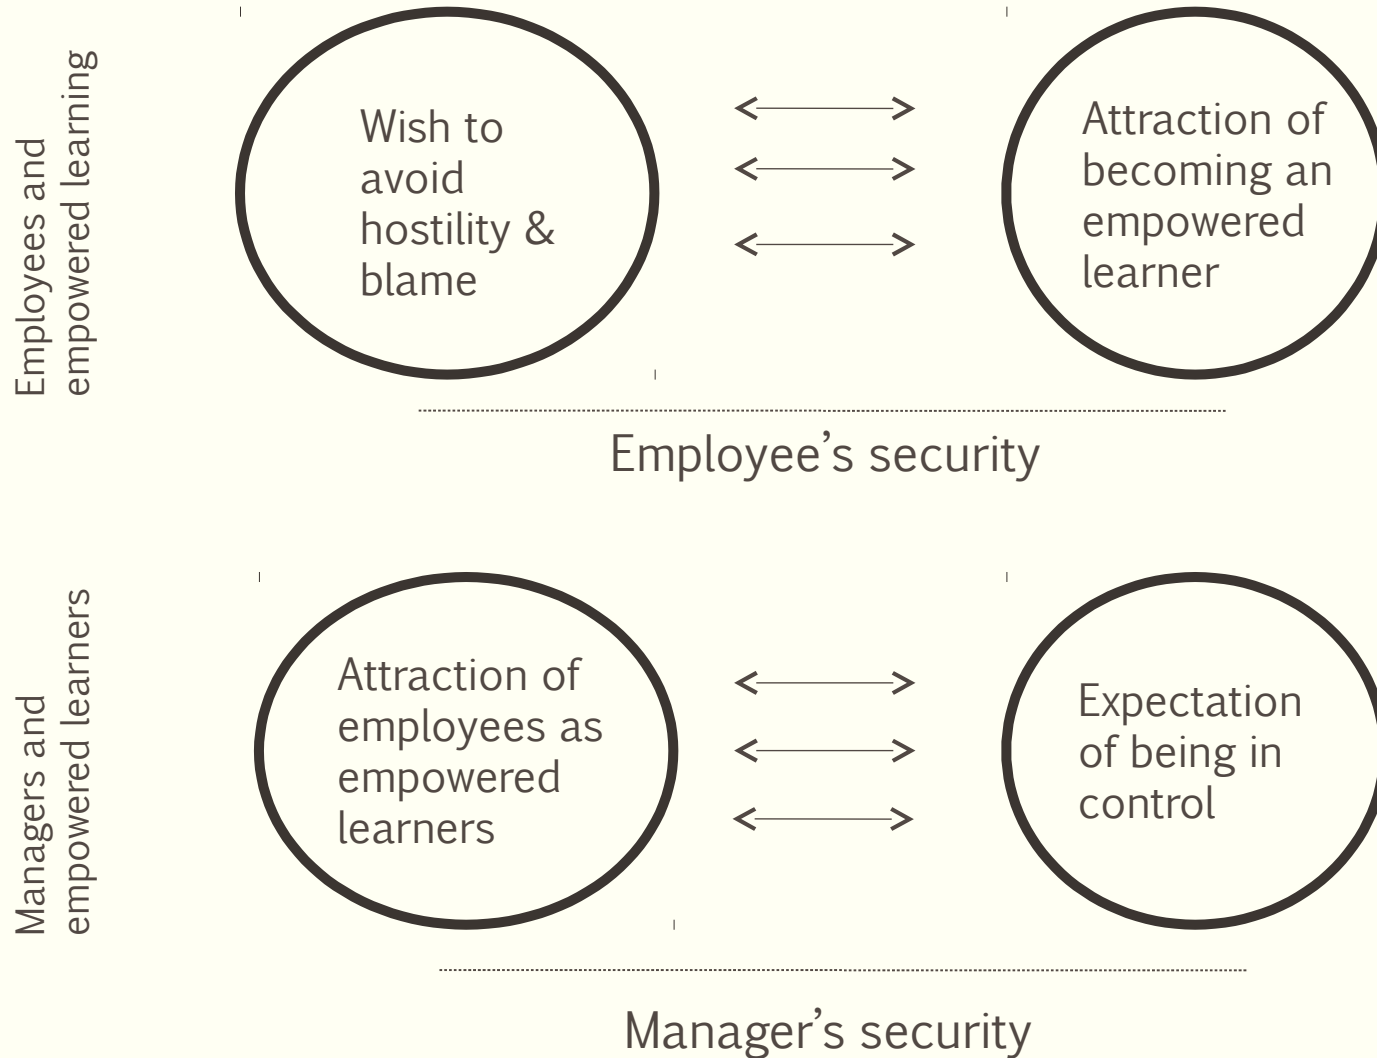 Employees and
empowered learning
Wish to
avoid
hostility &
blame
Attraction of
becoming an
empowered
learner
Employee’s security
Managers and
empowered learners
Attraction of
employees as
empowered
learners
Expectation
of being in
control
Manager’s security